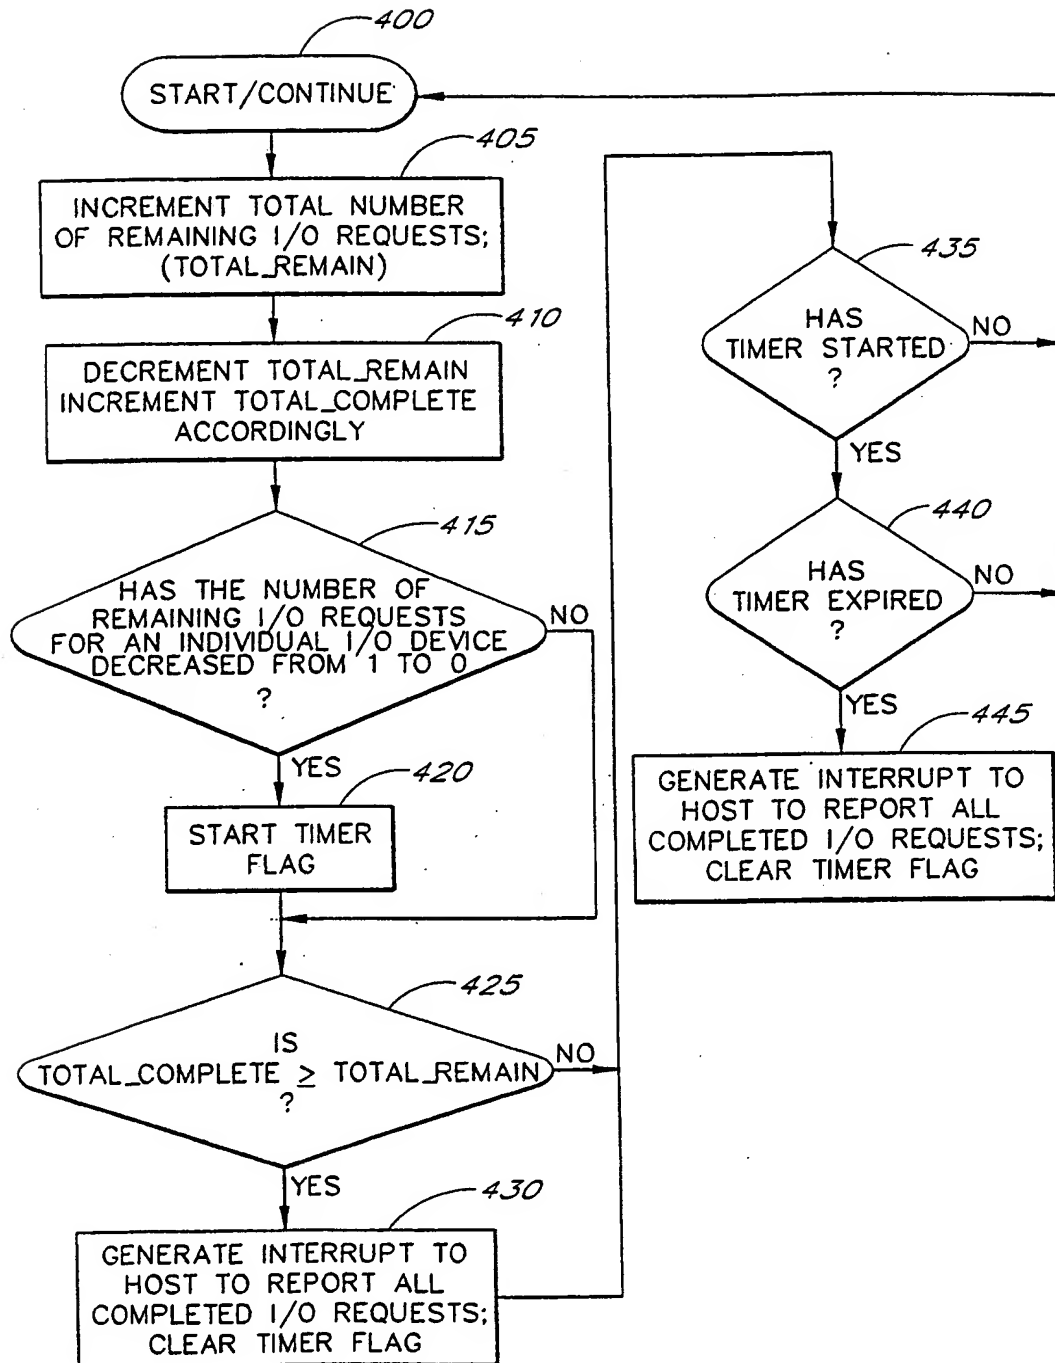 400
START/CONTINUE
405
INCREMENT TOTAL NUMBER
OF REMAINING I/O REQUESTS;
(TOTAL_REMAIN)
410
DECREMENT TOTAL_REMAIN
INCREMENT TOTAL_COMPLETE
ACCORDINGLY
415
HAS THE NUMBER OF
REMAINING I/O REQUESTS
FOR AN INDIVIDUAL I/O DEVICE
DECREASED FROM 1 TO 0
?
NO
YES
420
START TIMER
FLAG
425
IS
TOTAL_COMPLETE ≥ TOTAL_REMAIN
?
NO
YES
430
GENERATE INTERRUPT TO
HOST TO REPORT ALL
COMPLETED I/O REQUESTS;
CLEAR TIMER FLAG
435
HAS
TIMER STARTED
?
NO
YES
440
HAS
TIMER EXPIRED
?
NO
YES
445
GENERATE INTERRUPT TO
HOST TO REPORT ALL
COMPLETED I/O REQUESTS;
CLEAR TIMER FLAG